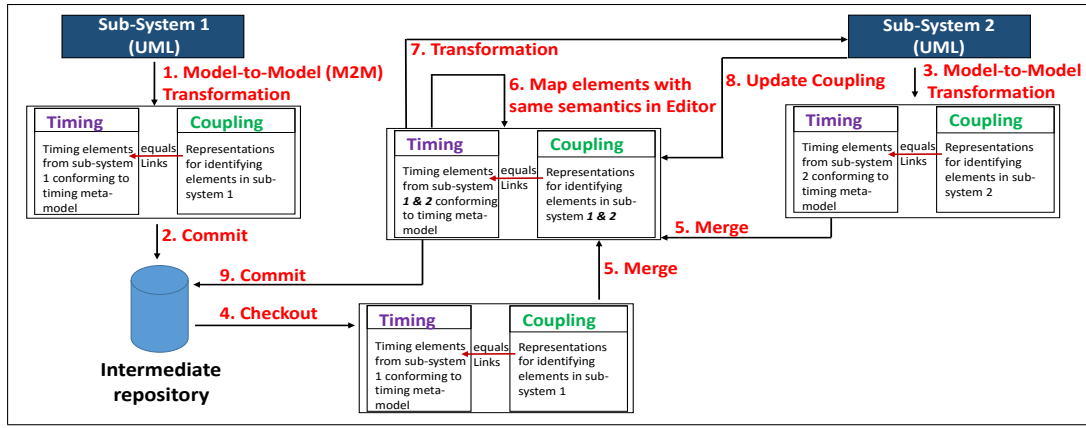 Sub-System 1
(UML)
1. Model-to-Model (M2M)
Transformation
Timing
Timing elements
from sub-system
1 conforming to
timing meta-
model
equals
Links
Coupling
Representations
for identifying
elements in sub-
system 1
2. Commit
Intermediate
repository
9. Commit
4. Checkout
7. Transformation
6. Map elements with
same semantics in Editor
Timing
Timing elements
from sub-system
1 & 2 conforming
to timing meta-
model
equals
Links
Coupling
Representations
for identifying
elements in sub-
system 1 & 2
5. Merge
Timing
Timing elements
from sub-system
1 conforming to
timing meta-
model
equals
Links
Coupling
Representations
for identifying
elements in sub-
system 1
Sub-System 2
(UML)
8. Update Coupling
3. Model-to-Model
Transformation
Timing
Timing elements
from sub-system
2 conforming to
timing meta-
model
equals
Links
Coupling
Representations
for identifying
elements in sub-
system 2
5. Merge